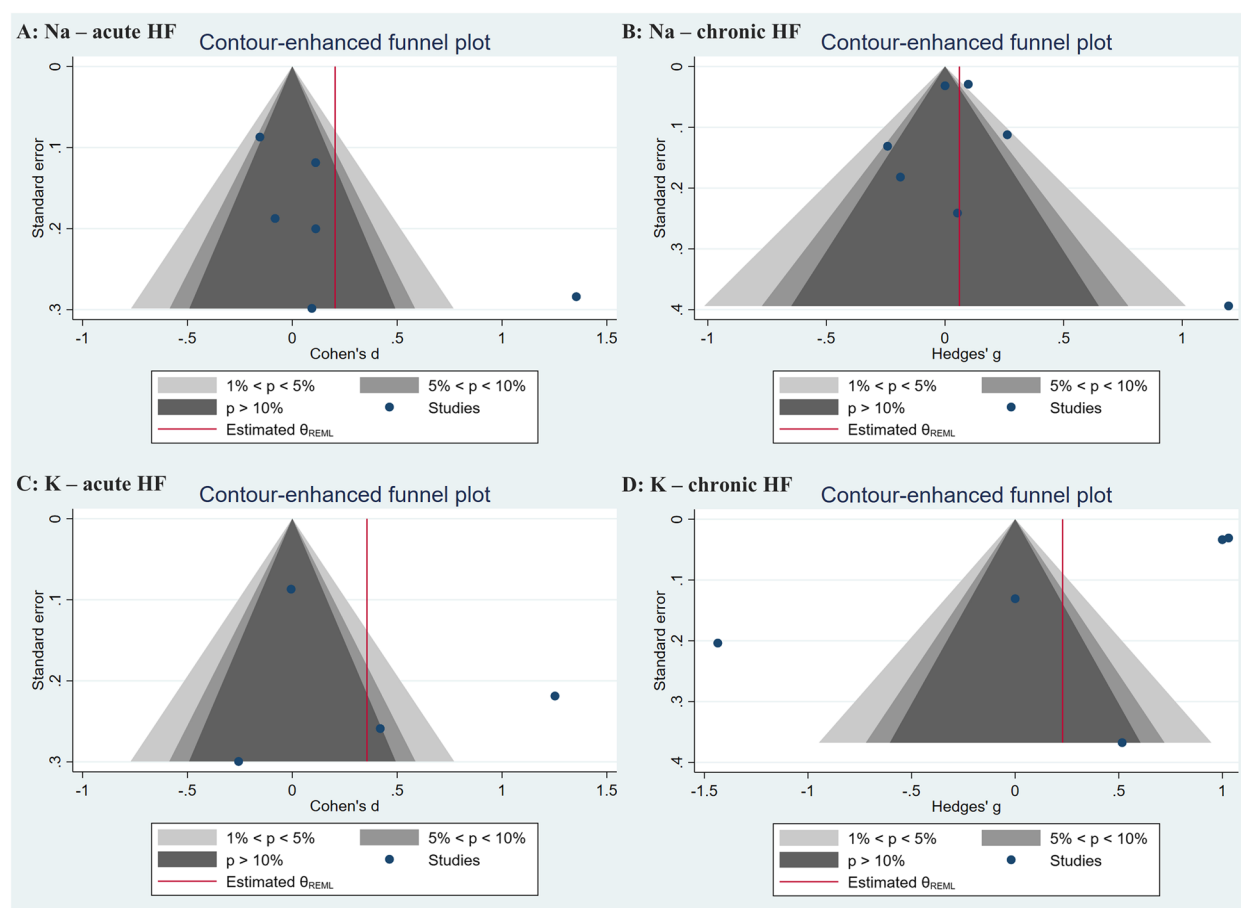 A: Na – acute HF
Contour-enhanced funnel plot
0
.1
.2
.3
Standard error
-1
-.5
0
.5
1
1.5
Cohen's d
1% < p < 5%
5% < p < 10%
p > 10%
Studies
Estimated θREML
B: Na – chronic HF
Contour-enhanced funnel plot
0
.1
.2
.3
.4
Standard error
-1
-.5
0
.5
1
Hedges' g
1% < p < 5%
5% < p < 10%
p > 10%
Studies
Estimated θREML
C: K – acute HF
Contour-enhanced funnel plot
0
.1
.2
.3
Standard error
-1
-.5
0
.5
1
1.5
Cohen's d
1% < p < 5%
5% < p < 10%
p > 10%
Studies
Estimated θREML
D: K – chronic HF
Contour-enhanced funnel plot
0
.1
.2
.3
.4
Standard error
-1.5
-1
-.5
0
.5
1
Hedges' g
1% < p < 5%
5% < p < 10%
p > 10%
Studies
Estimated θREML